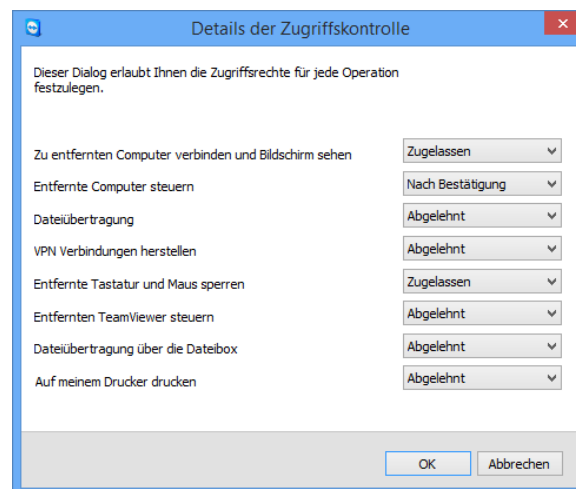 Details der Zugriffskontrolle
Dieser Dialog erlaubt Ihnen die Zugriffsrechte für jede Operation
festzulegen.
Zu entfernten Computer verbinden und Bildschirm sehen Zugelassen
Entfernte Computer steuern Nach Bestätigung
Dateiübertragung Abgelehnt
VPN Verbindungen herstellen Abgelehnt
Entfernte Tastatur und Maus sperren Zugelassen
Entfernten TeamViewer steuern Abgelehnt
Dateiübertragung über die Dateibox Abgelehnt
Auf meinem Drucker drucken Abgelehnt
OK Abbrechen